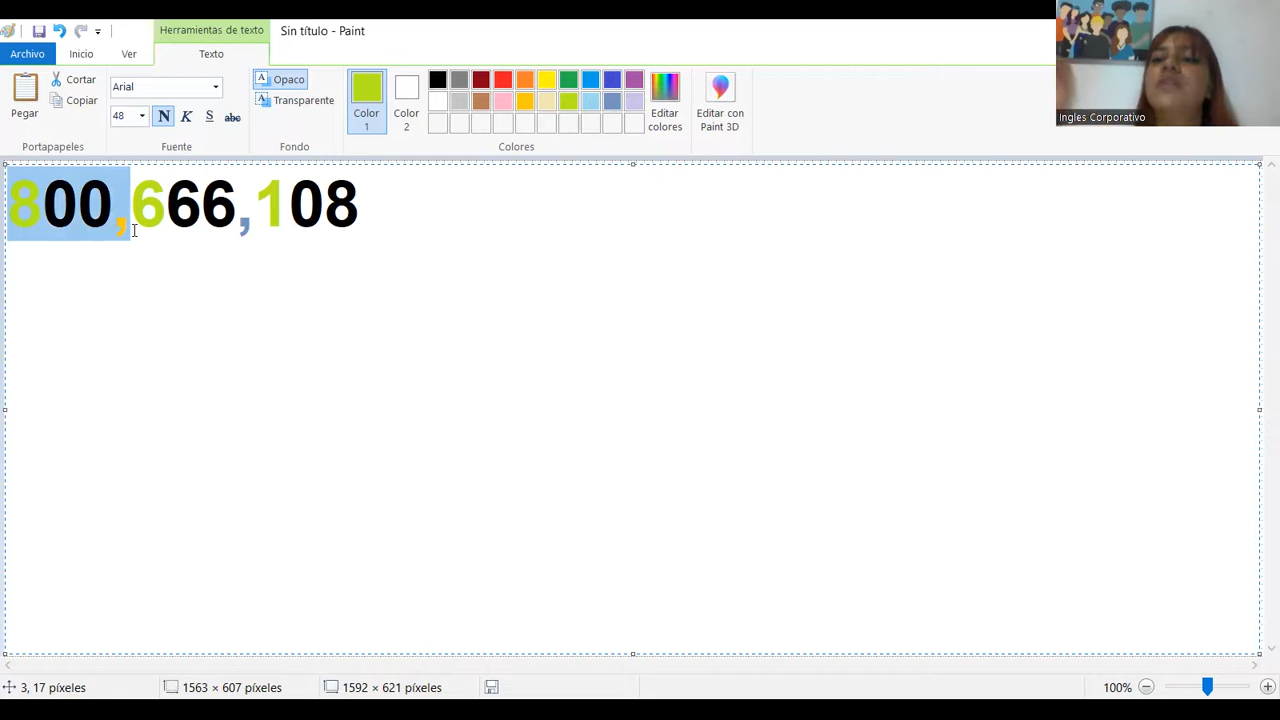 Herramientas de texto
Sin título - Paint
Archivo
Inicio
Ver
Texto
Pegar
Cortar
Copiar
Portapapeles
Arial
48
N K S abc
Fuente
Opaco
Transparente
Fondo
Color 1
Color 2
Editar colores
Colores
Editar con Paint 3D
Ingles Corporativo
800,666,108
3, 17 píxeles
1563 × 607 píxeles
1592 × 621 píxeles
100%